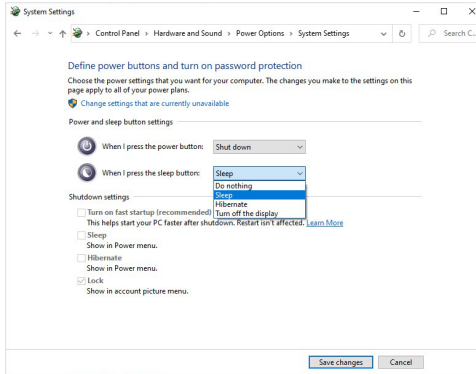 System Settings
Control Panel > Hardware and Sound > Power Options > System Settings
Search C...
Define power buttons and turn on password protection
Choose the power settings that you want for your computer. The changes you make to the settings on this
page apply to all of your power plans.
Change settings that are currently unavailable
Power and sleep button settings
When I press the power button: Shut down
When I press the sleep button: Sleep
Do nothing
Sleep
Hibernate
Turn off the display
Shutdown settings
Turn on fast startup (recommended)
This helps start your PC faster after shutdown. Restart isn't affected. Learn More
Sleep
Show in Power menu.
Hibernate
Show in Power menu.
Lock
Show in account picture menu.
Save changes Cancel